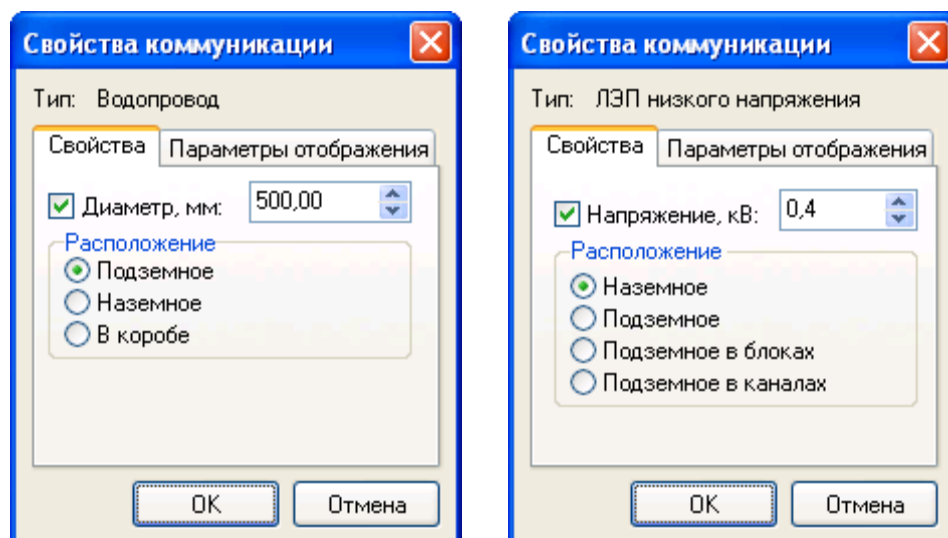 Свойства коммуникации
Тип: Водопровод
Свойства Параметры отображения
Диаметр, мм: 500,00
Расположение
Подземное
Наземное
В коробе
OK Отмена
Свойства коммуникации
Тип: ЛЭП низкого напряжения
Свойства Параметры отображения
Напряжение, кВ: 0,4
Расположение
Наземное
Подземное
Подземное в блоках
Подземное в каналах
OK Отмена